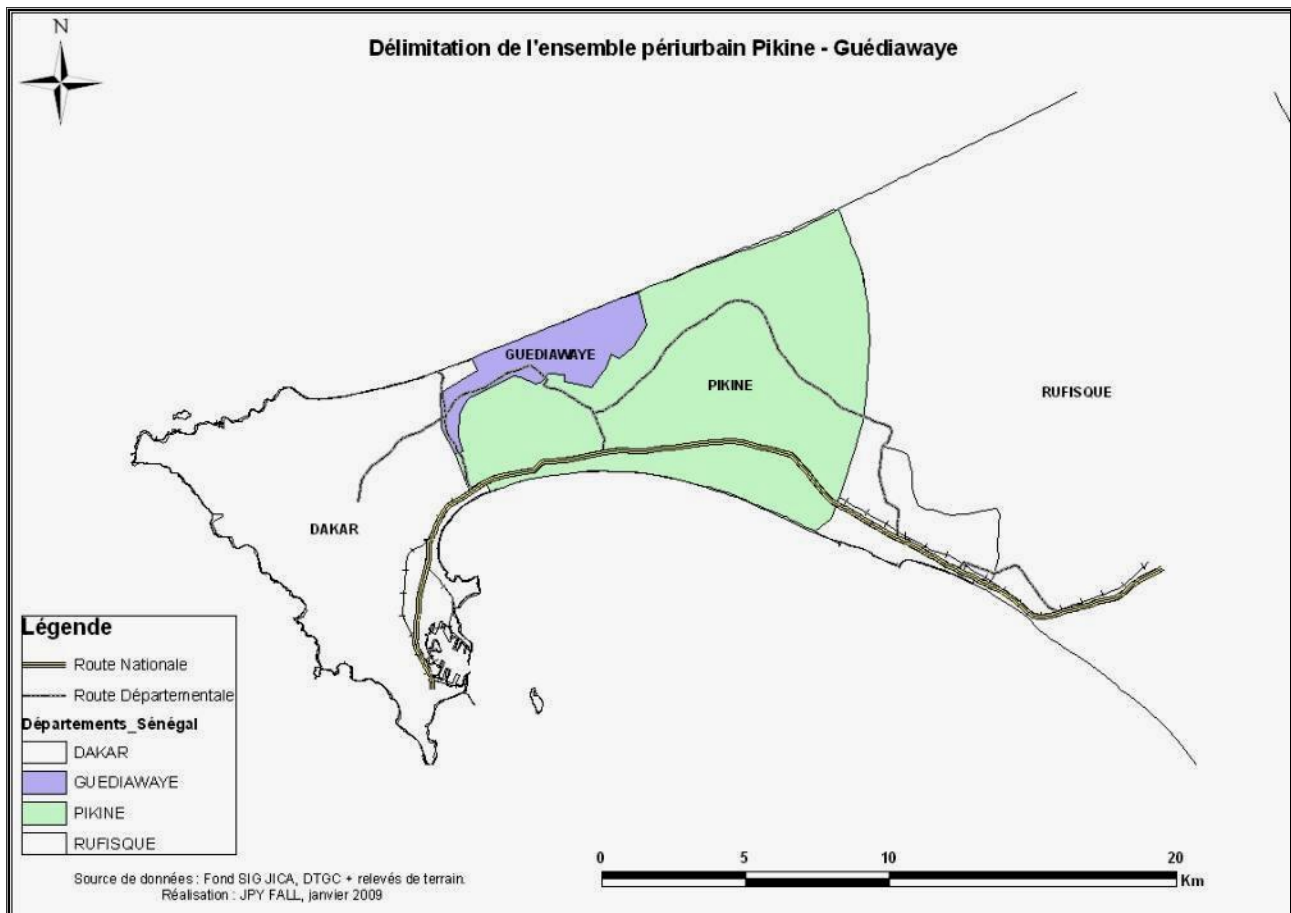 N
Délimitation de l'ensemble périurbain Pikine - Guédiawaye
GUEDIAWAYE
PIKINE
RUFISQUE
DAKAR
Légende
Route Nationale
Route Départementale
Départements_Sénégal
DAKAR
GUEDIAWAYE
PIKINE
RUFISQUE
0 5 10 20
Km
Source de données : Fond SIG JICA, DTGC + relevés de terrain.
Réalisation : JPY FALL, janvier 2009